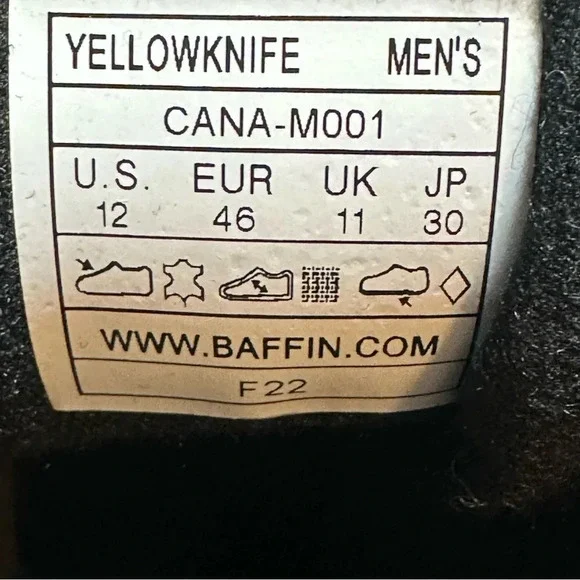 YELLOWKNIFE MEN'S
CANA-M001
U.S. EUR UK JP
12 46 11 30
WWW.BAFFIN.COM
F22